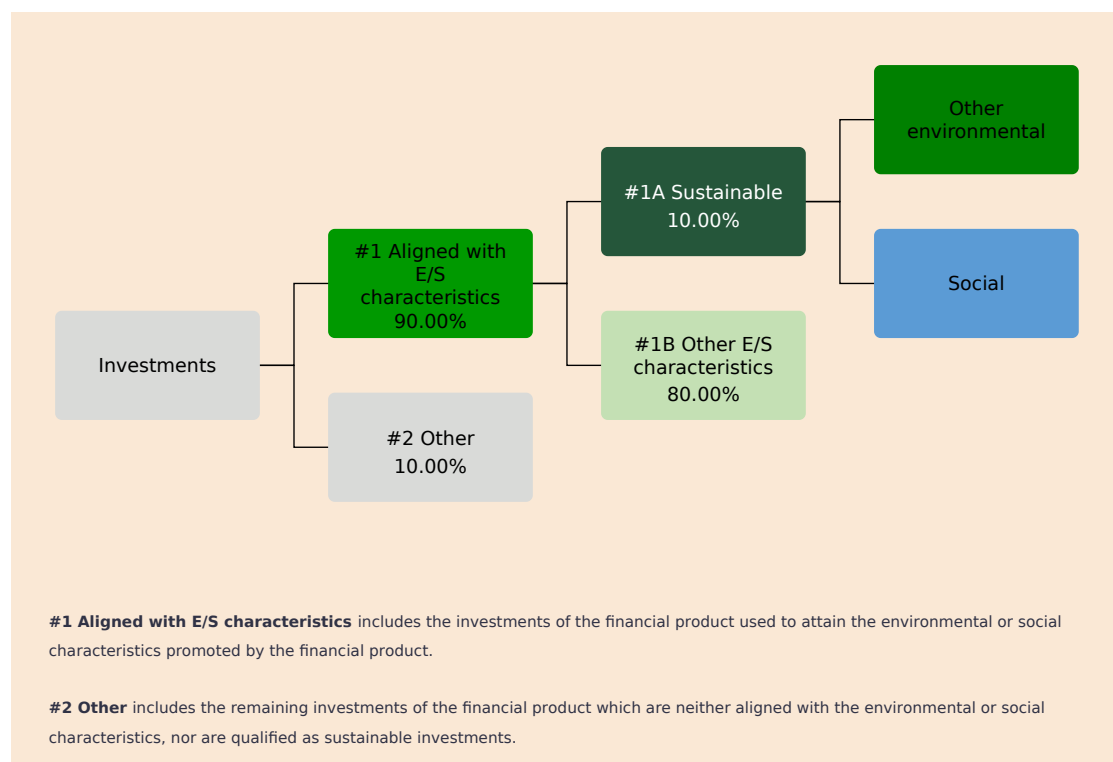 Other
environmental
#1A Sustainable
10.00%
#1 Aligned with
E/S
characteristics
90.00%
Social
Investments
#1B Other E/S
characteristics
80.00%
#2 Other
10.00%
#1 Aligned with E/S characteristics includes the investments of the financial product used to attain the environmental or social
characteristics promoted by the financial product.
#2 Other includes the remaining investments of the financial product which are neither aligned with the environmental or social
characteristics, nor are qualified as sustainable investments.